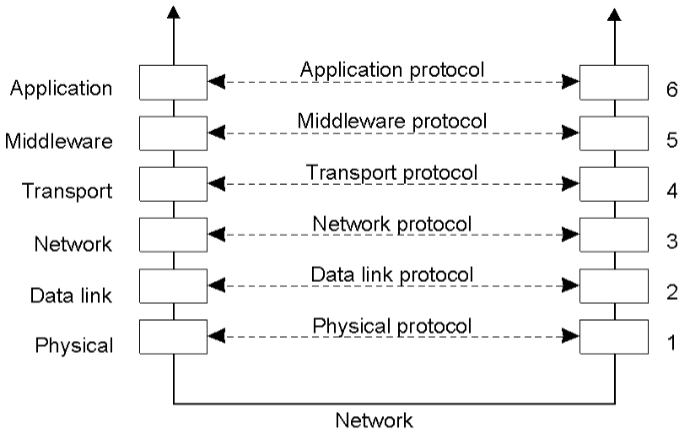 Application Application protocol 6
Middleware Middleware protocol 5
Transport Transport protocol 4
Network Network protocol 3
Data link Data link protocol 2
Physical Physical protocol 1
Network